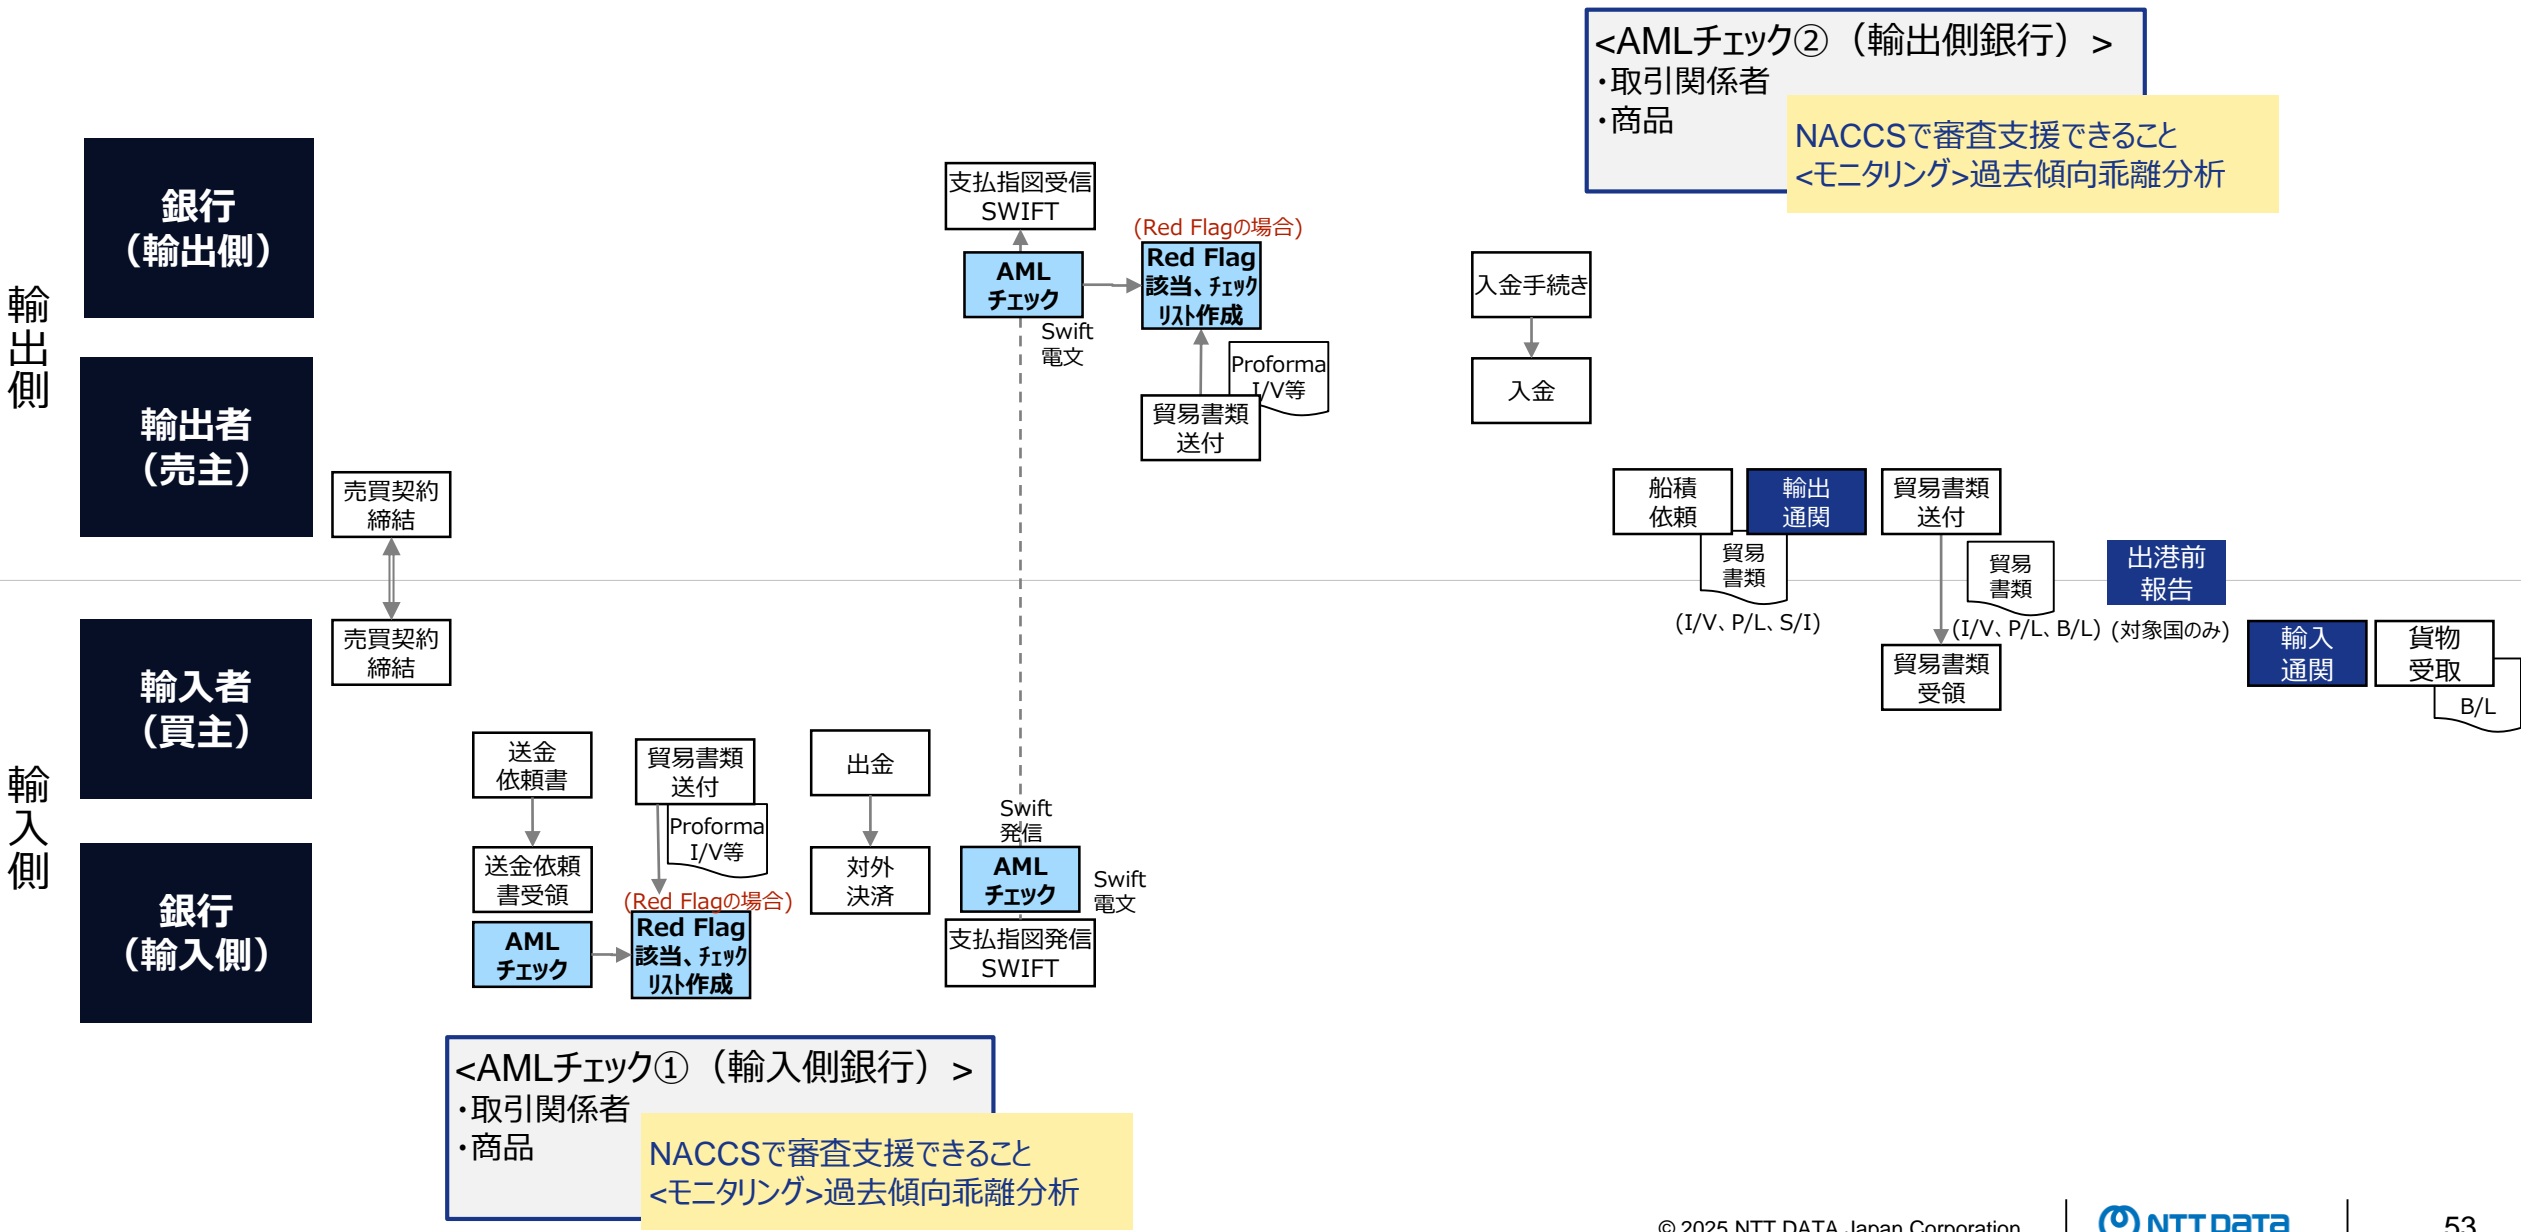 <AMLチェック②（輸出側銀行）>
・取引関係者
・商品
NACCSで審査支援できること
<モニタリング>過去傾向乖離分析
輸出側
銀行
（輸出側）
支払指図受信
SWIFT
AML
チェック
Swift
電文
(Red Flagの場合)
Red Flag
該当、チェック
リスト作成
Proforma
I/V等
貿易書類
送付
入金手続き
入金
輸出者
（売主）
売買契約
締結
船積
依頼
輸出
通関
貿易書類
送付
貿易
書類
(I/V、P/L、S/I)
貿易
書類
(I/V、P/L、B/L)
出港前
報告
(対象国のみ)
輸入側
輸入者
（買主）
売買契約
締結
貿易書類
受領
輸入
通関
貨物
受取
B/L
送金
依頼書
貿易書類
送付
Proforma
I/V等
出金
Swift
発信
銀行
（輸入側）
送金依頼
書受領
AML
チェック
(Red Flagの場合)
Red Flag
該当、チェック
リスト作成
対外
決済
AML
チェック
Swift
電文
支払指図発信
SWIFT
<AMLチェック①（輸入側銀行）>
・取引関係者
・商品
NACCSで審査支援できること
<モニタリング>過去傾向乖離分析
© 2025 NTT DATA Japan Corporation
NTT DATA
53